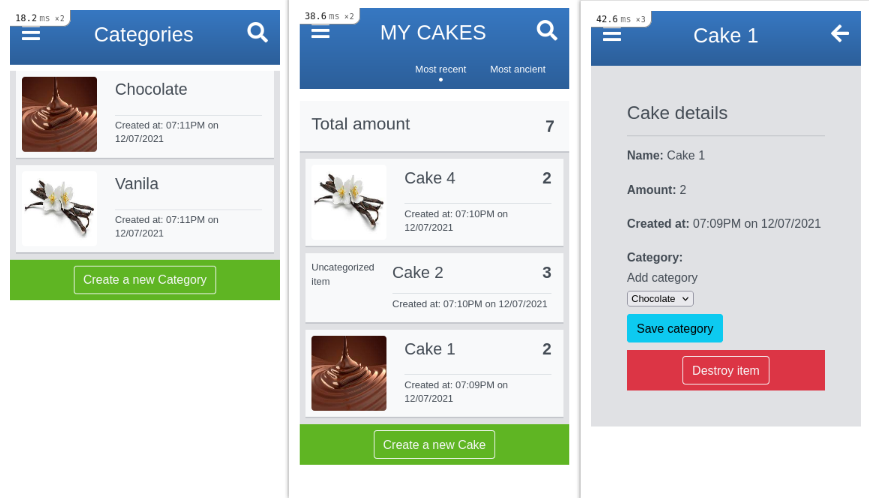 18.2 ms ×2
Categories
Chocolate
Created at: 07:11PM on
12/07/2021
Vanila
Created at: 07:11PM on
12/07/2021
Create a new Category
38.6 ms ×2
MY CAKES
Most recent
Most ancient
Total amount
7
Cake 4
2
Created at: 07:10PM on
12/07/2021
Uncategorized
item
Cake 2
3
Created at: 07:10PM on 12/07/2021
Cake 1
2
Created at: 07:09PM on
12/07/2021
Create a new Cake
42.6 ms ×3
Cake 1
Cake details
Name: Cake 1
Amount: 2
Created at: 07:09PM on 12/07/2021
Category:
Add category
Chocolate
Save category
Destroy item